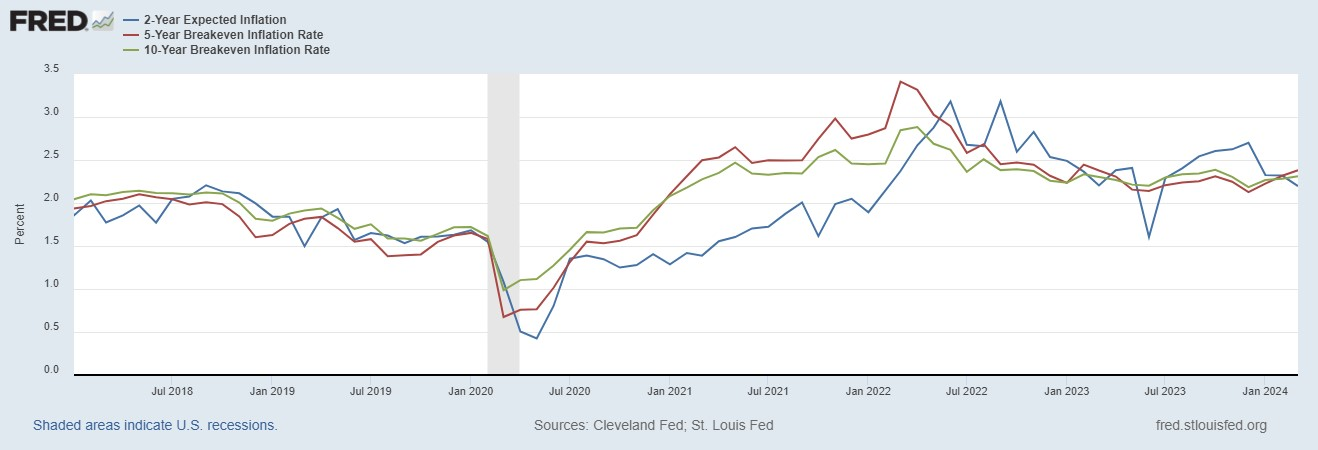 FRED
2-Year Expected Inflation
5-Year Breakeven Inflation Rate
10-Year Breakeven Inflation Rate
3.5
3.0
2.5
2.0
1.5
1.0
0.5
0.0
Percent
Jul 2018 Jan 2019 Jul 2019 Jan 2020 Jul 2020 Jan 2021 Jul 2021 Jan 2022 Jul 2022 Jan 2023 Jul 2023 Jan 2024
Shaded areas indicate U.S. recessions. Sources: Cleveland Fed; St. Louis Fed fred.stlouisfed.org